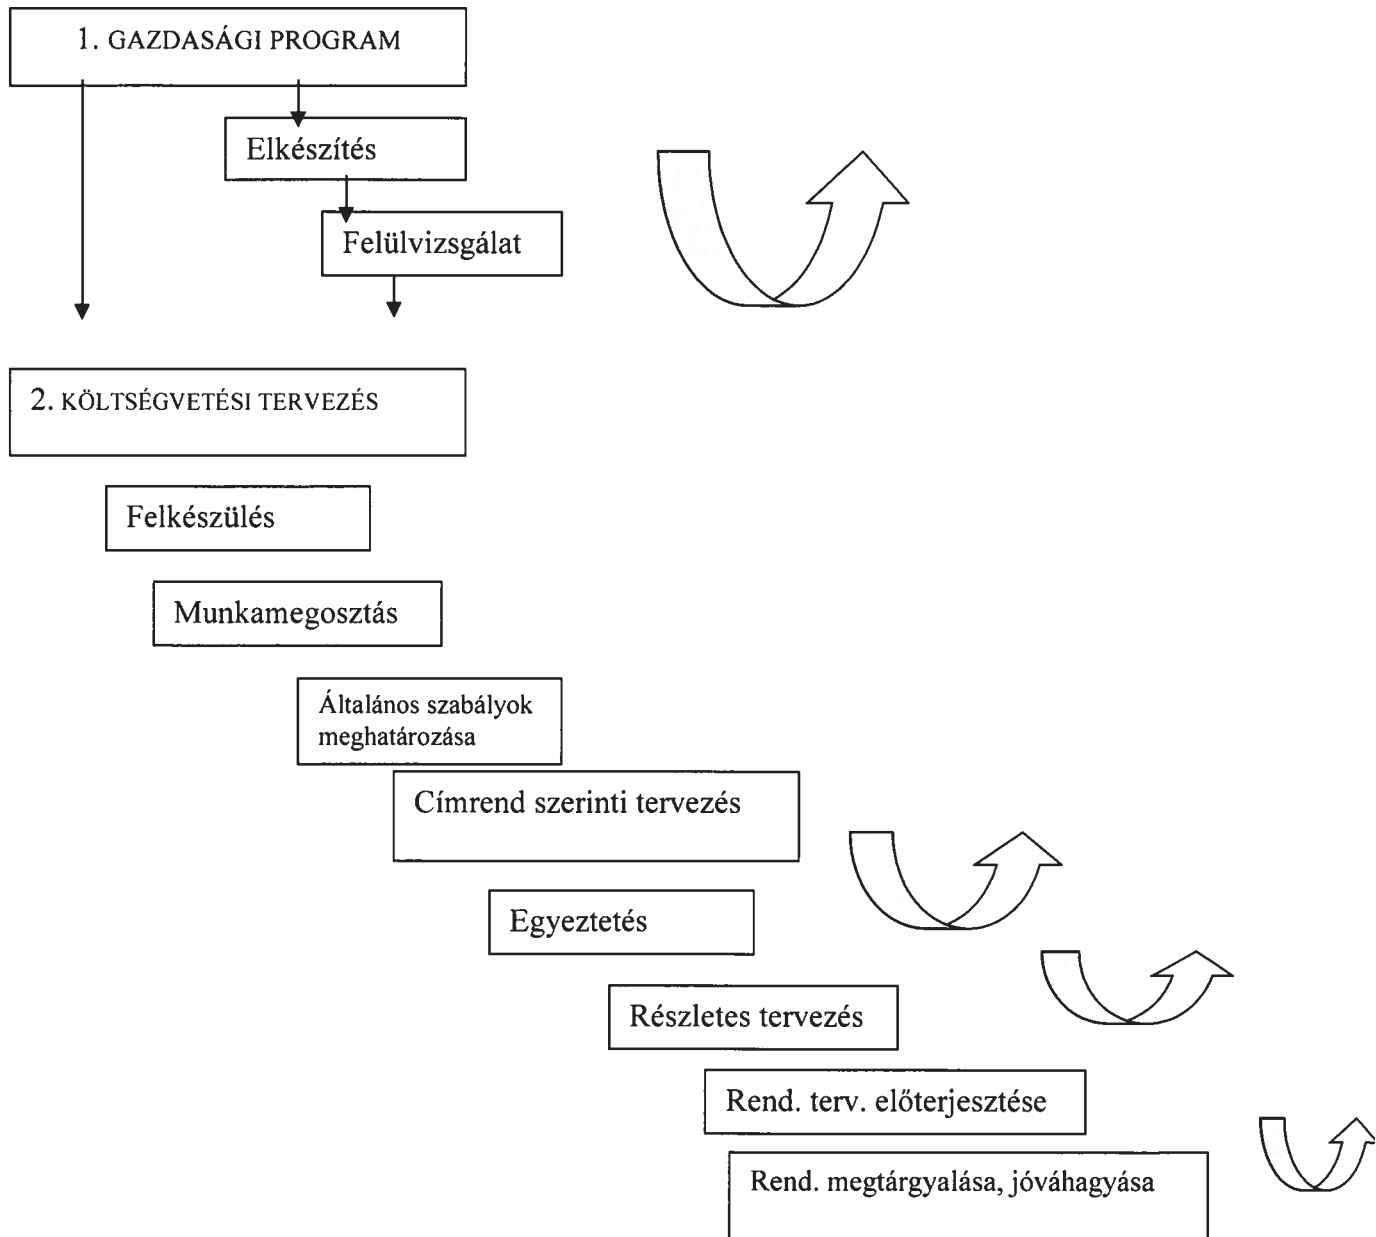 1. GAZDASÁGI PROGRAM
Elkészítés
Felülvizsgálat
2. KÖLTSÉGVETÉSI TERVEZÉS
Felkészülés
Munkamegosztás
Általános szabályok
meghatározása
Címrend szerinti tervezés
Egyeztetés
Részletes tervezés
Rend. terv. előterjesztése
Rend. megtárgyalása, jóváhagyása